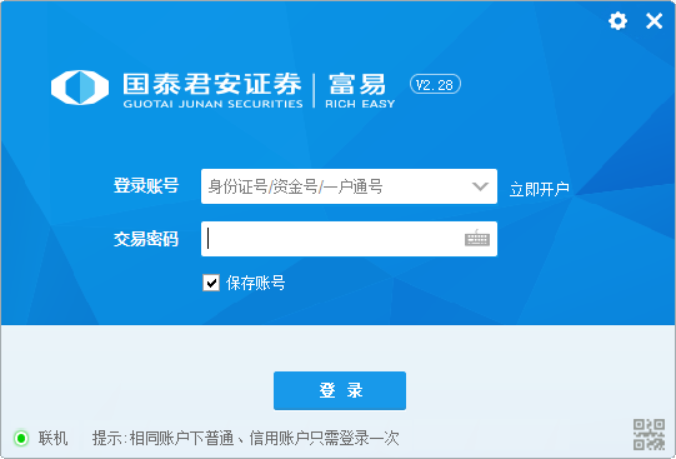 国泰君安证券 | 富易 V2.28
GUOTAI JUNAN SECURITIES RICH EASY
登录账号 身份证号/资金号/一户通号 立即开户
交易密码
保存账号
登 录
联机 提示:相同账户下普通、信用账户只需登录一次